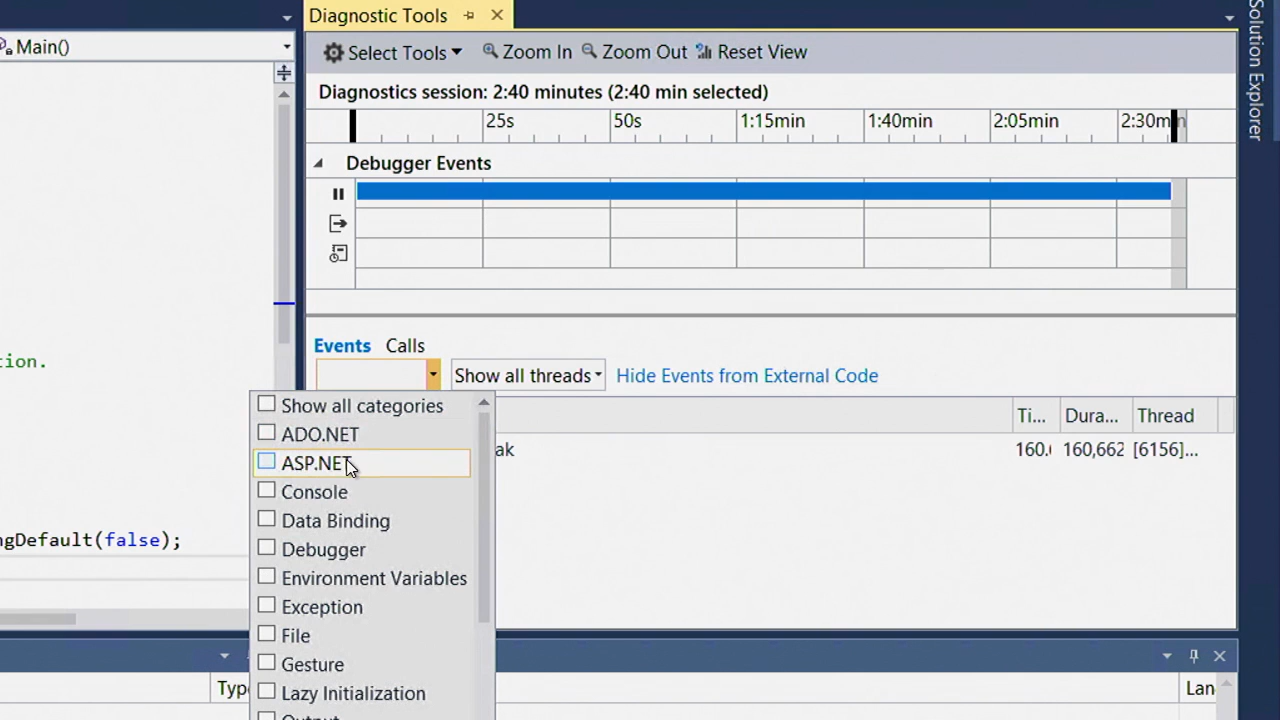 Main()
Diagnostic Tools
Select Tools Zoom In Zoom Out Reset View
Diagnostics session: 2:40 minutes (2:40 min selected)
25s 50s 1:15min 1:40min 2:05min 2:30min
Debugger Events
Solution Explorer
tion.
ngDefault(false);
Events Calls
Show all threads Hide Events from External Code
Ti... Dura... Thread
ak 160. 160,662 [6156]...
Show all categories
ADO.NET
ASP.NET
Console
Data Binding
Debugger
Environment Variables
Exception
File
Gesture
Lazy Initialization
Output
Type
Lan